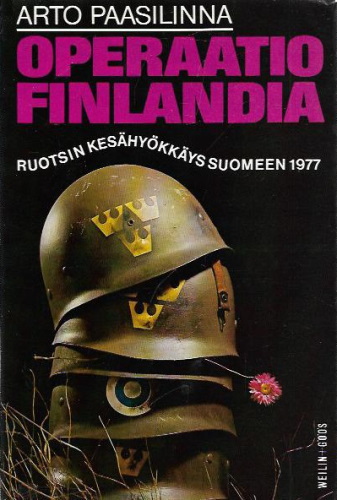 ARTO PAASILINNA
OPERAATIO
FINLANDIA
RUOTSIN KESÄHYÖKKÄYS SUOMEEN 1977
WEILIN+GÖÖS